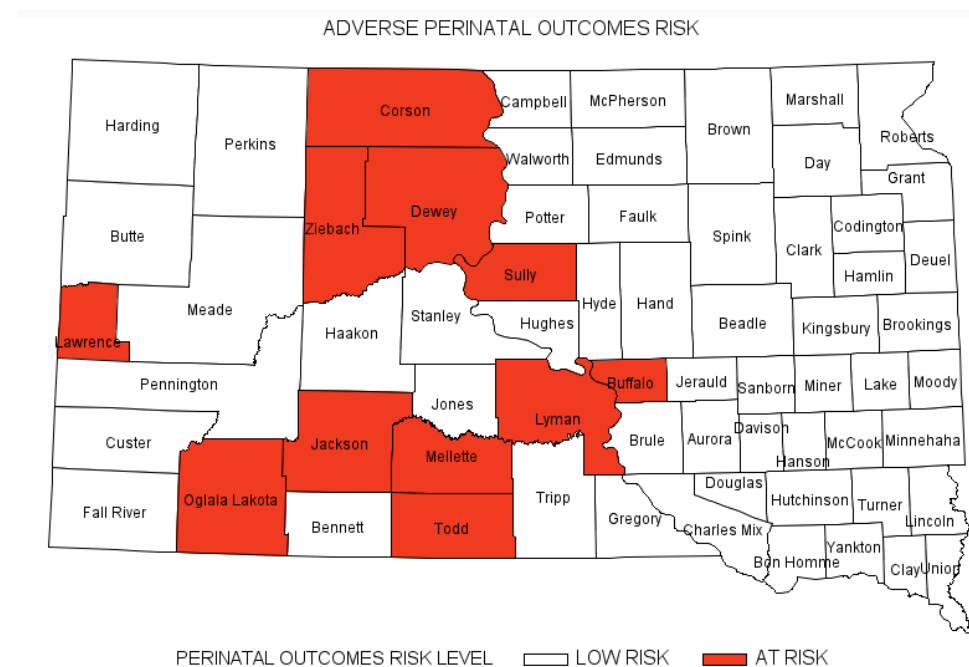 ADVERSE PERINATAL OUTCOMES RISK
Harding
Perkins
Corson
Campbell
McPherson
Brown
Marshall
Roberts
Walworth
Edmunds
Day
Grant
Butte
Ziebach
Dewey
Potter
Faulk
Spink
Clark
Codington
Deuel
Hamlin
Lawrence
Meade
Haakon
Stanley
Sully
Hughes
Hyde
Hand
Beadle
Kingsbury
Brookings
Pennington
Jones
Lyman
Buffalo
Jerauld
Sanborn
Miner
Lake
Moody
Custer
Jackson
Mellette
Brule
Aurora
Davison
Hanson
McCook
Minnehaha
Fall River
Oglala Lakota
Bennett
Todd
Tripp
Gregory
Charles Mix
Douglas
Hutchinson
Turner
Lincoln
Bon Homme
Yankton
Clay
Union
PERINATAL OUTCOMES RISK LEVEL LOW RISK AT RISK